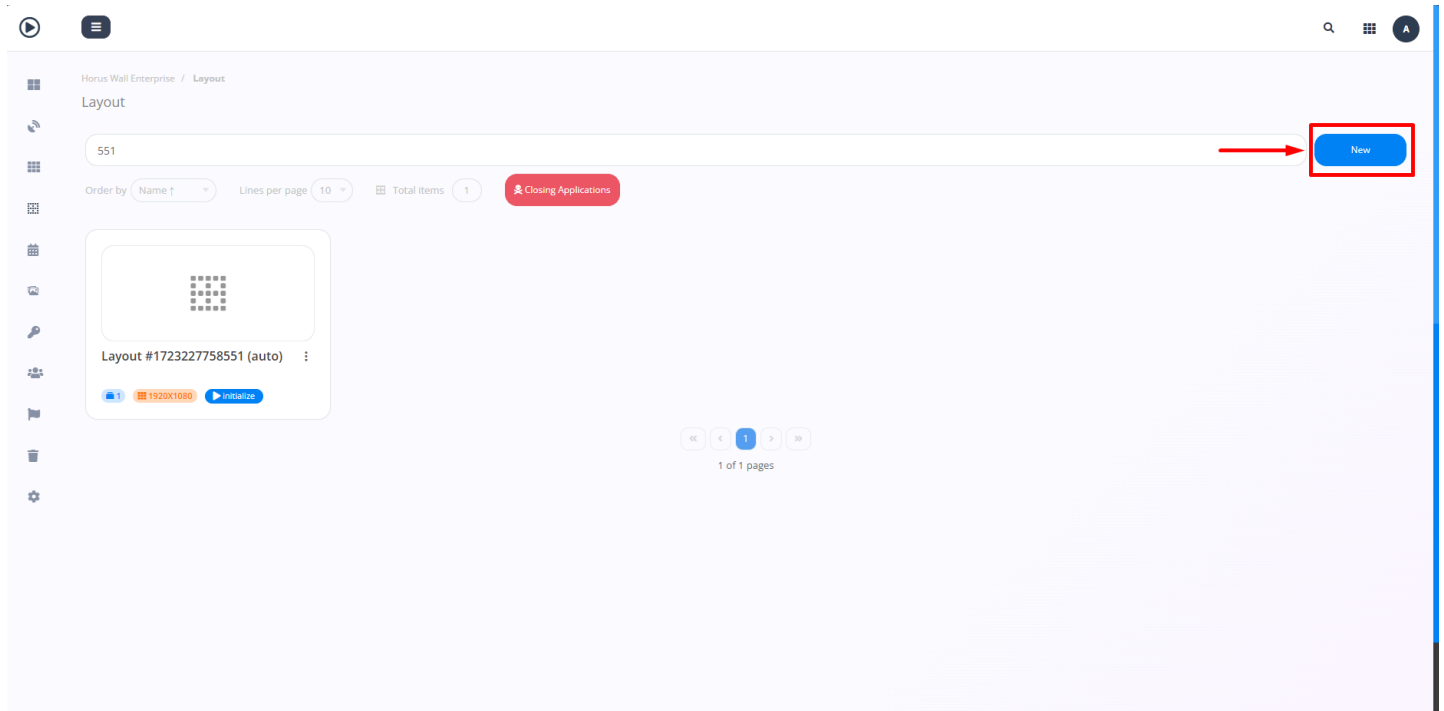 A
Horus Wall Enterprise / Layout
Layout
551
New
Order by Name ↑ Lines per page 10 Total items 1 Closing Applications
Layout #1723227758551 (auto)
1 1920X1080 initialize
« ‹ 1 › »
1 of 1 pages